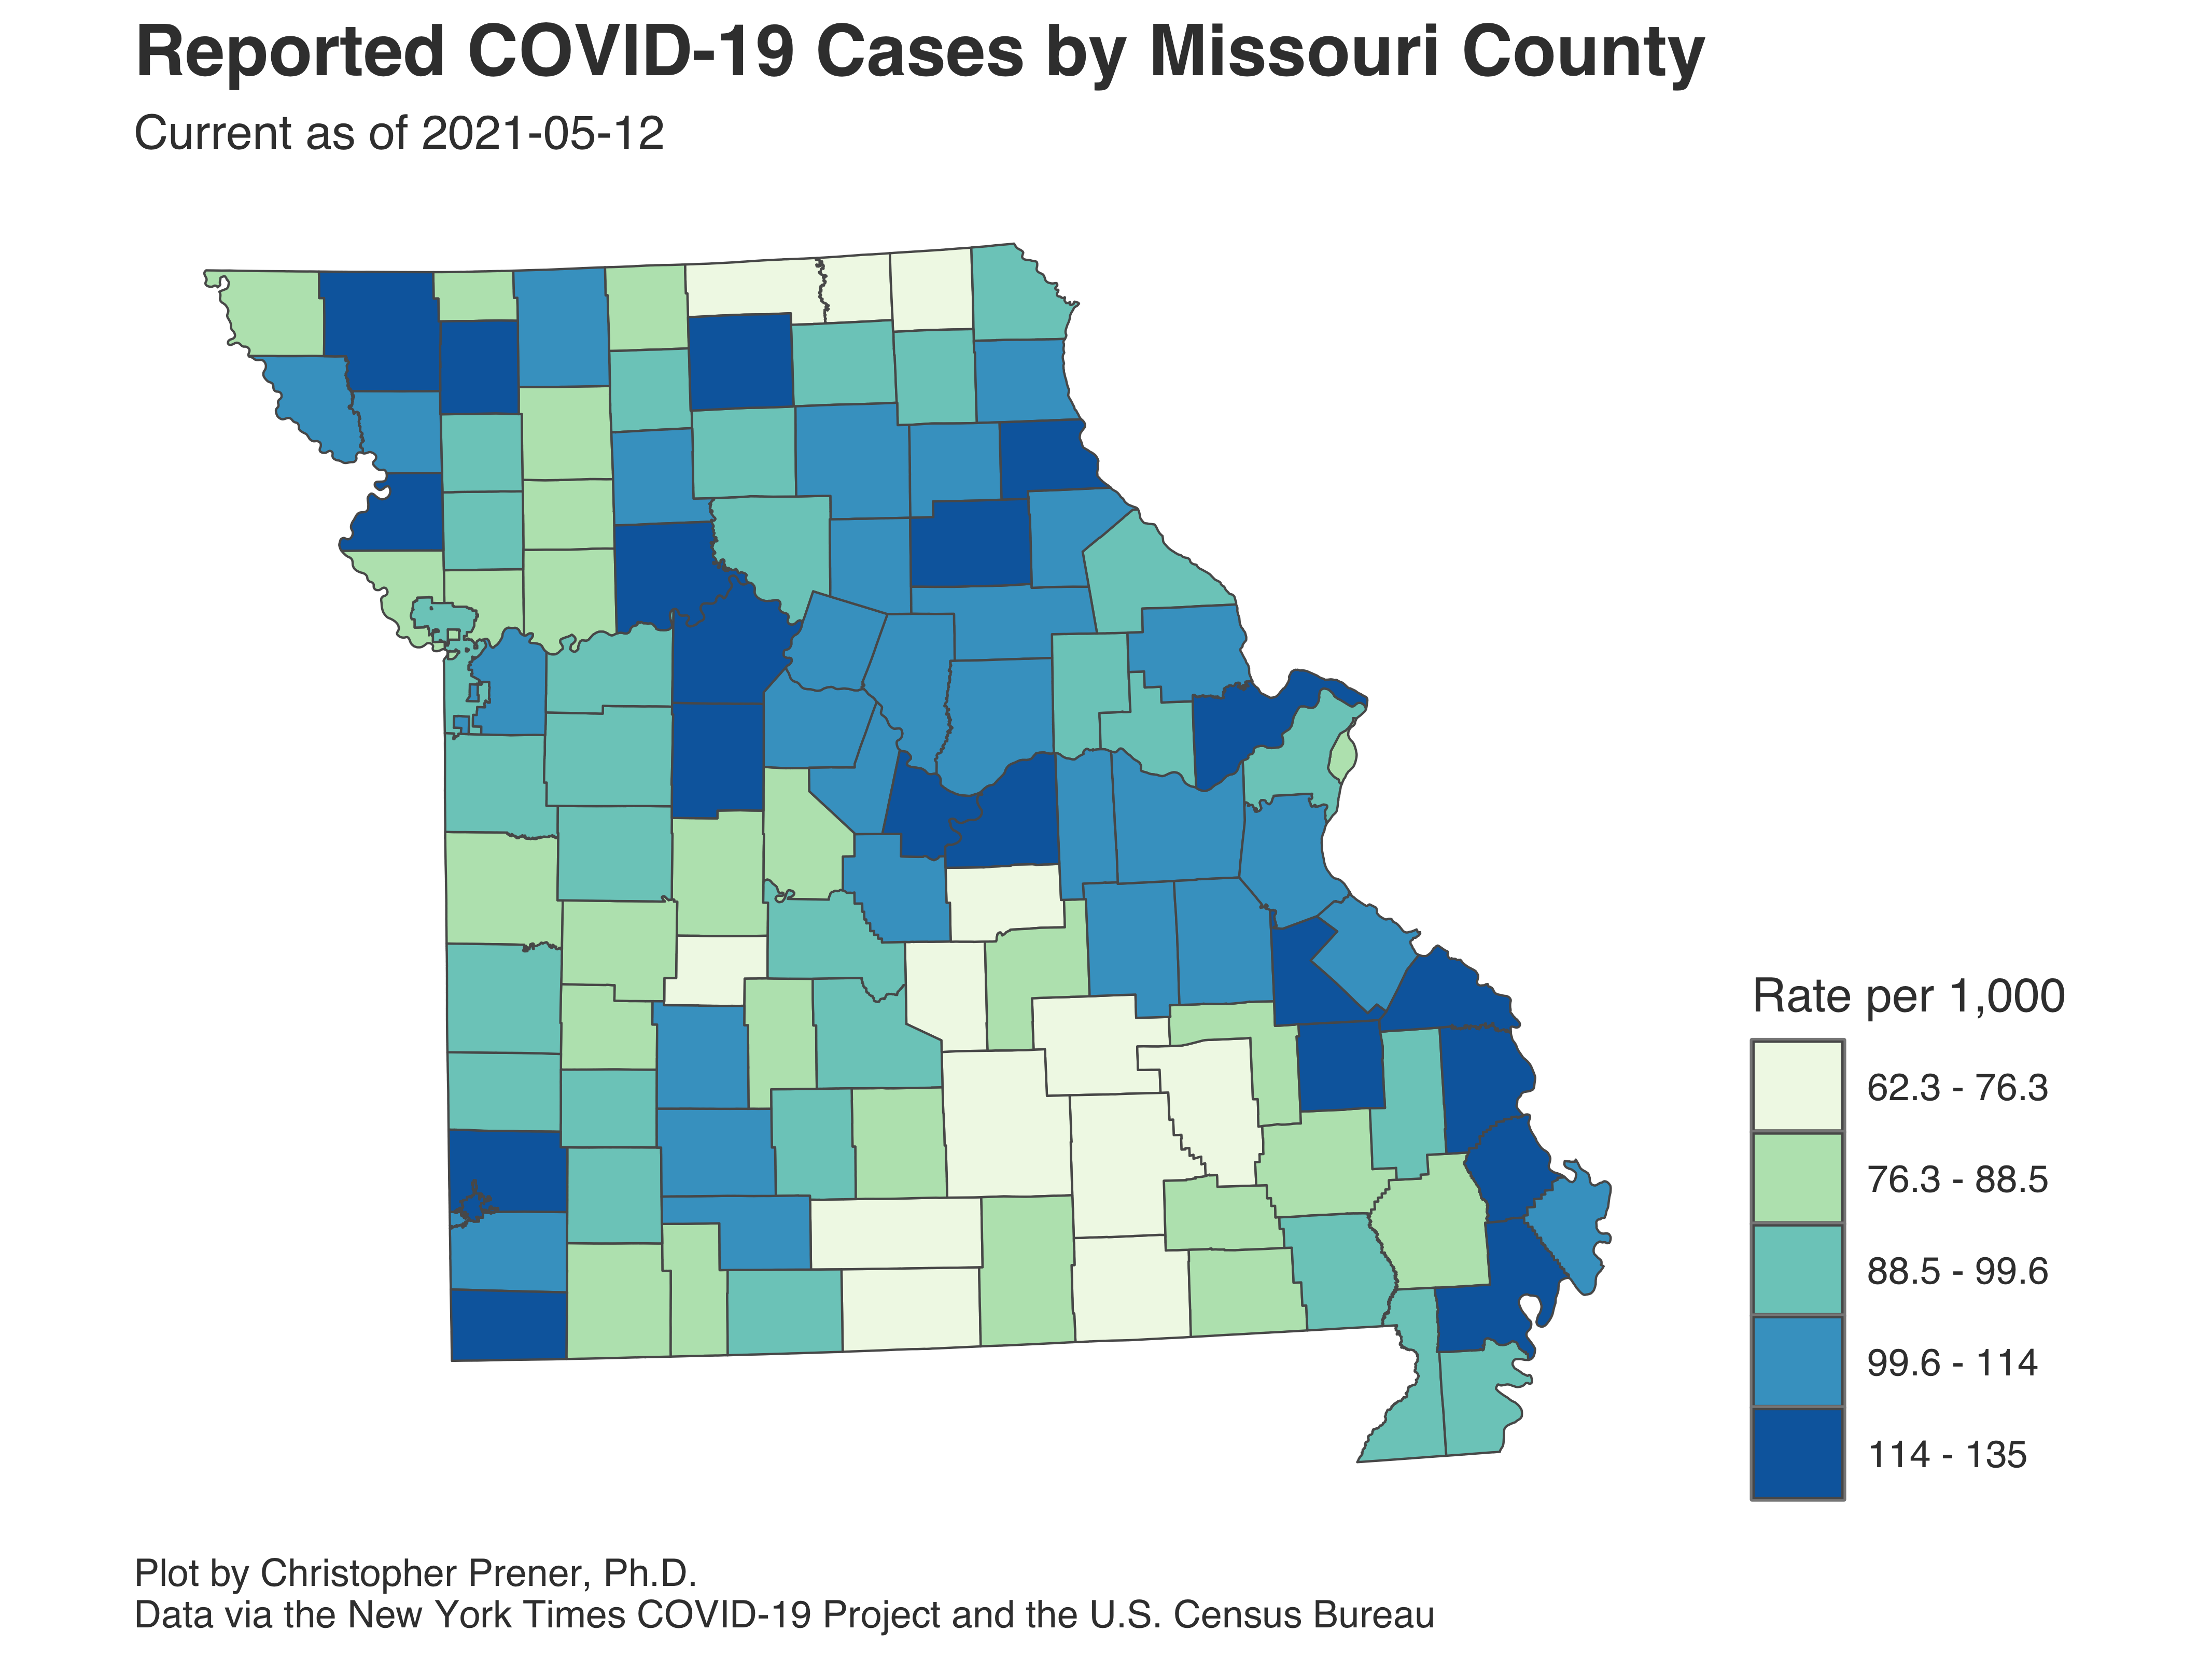 Reported COVID-19 Cases by Missouri County
Current as of 2021-05-12
Rate per 1,000
62.3 - 76.3
76.3 - 88.5
88.5 - 99.6
99.6 - 114
114 - 135
Plot by Christopher Prener, Ph.D.
Data via the New York Times COVID-19 Project and the U.S. Census Bureau